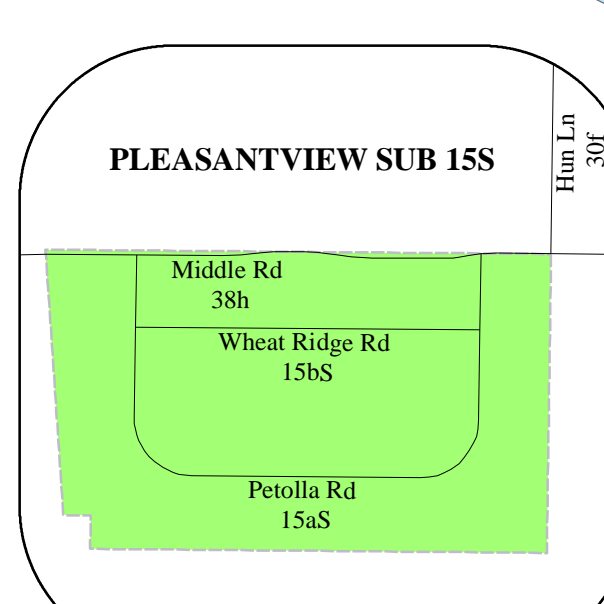 PLEASANTVIEW SUB 15S
Hun Ln
30f
Middle Rd
38h
Wheat Ridge Rd
15bS
Petolla Rd
15aS